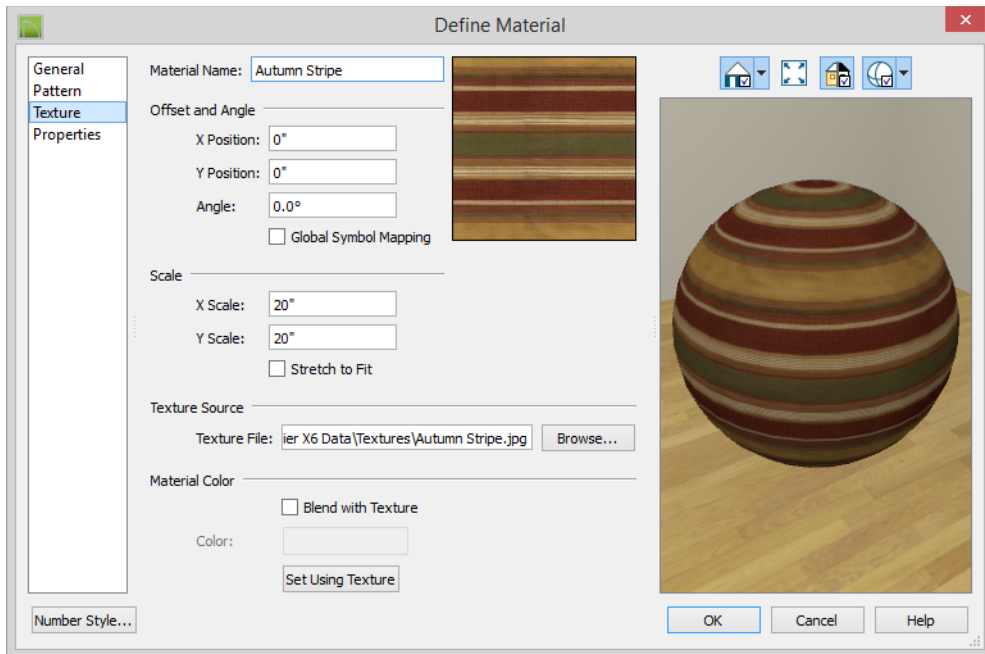 Define Material
General
Pattern
Texture
Properties
Material Name: Autumn Stripe
Offset and Angle
X Position: 0"
Y Position: 0"
Angle: 0.0°
Global Symbol Mapping
Scale
X Scale: 20"
Y Scale: 20"
Stretch to Fit
Texture Source
Texture File: ier X6 Data\Textures\Autumn Stripe.jpg Browse...
Material Color
Blend with Texture
Color:
Set Using Texture
Number Style... OK Cancel Help